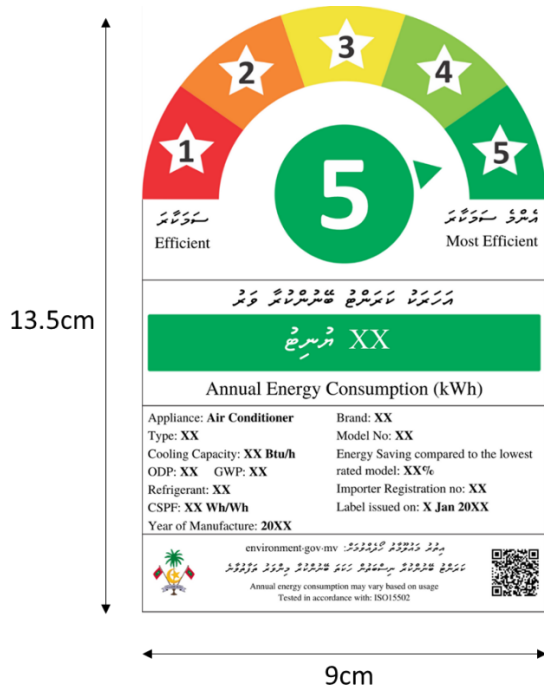 1
2
3
4
5
5
ސަމަކާރަ
Efficient
އެންމެ ސަމަކާރަ
Most Efficient
13.5cm
އަހަރަކު ކަރަންޓު ބޭނުންކުރާ ވަރު
XX ޔުނިޓު
Annual Energy Consumption (kWh)
Appliance: Air Conditioner
Type: XX
Cooling Capacity: XX Btu/h
ODP: XX GWP: XX
Refrigerant: XX
CSPF: XX Wh/Wh
Year of Manufacture: 20XX
Brand: XX
Model No: XX
Energy Saving compared to the lowest
rated model: XX%
Importer Registration no: XX
Label issued on: X Jan 20XX
އިތުރު މައުލޫމާތު ހޯދެއްވުމަށް: environment·gov·mv
ކަރަންޓު ބޭނުންކުރާ ނިސްބަތުން ހަކަތަ ބޭނުންކުރާ މިންވަރު ތަފާތުވާނެ
Annual energy consumption may vary based on usage
Tested in accordance with: ISO15502
9cm